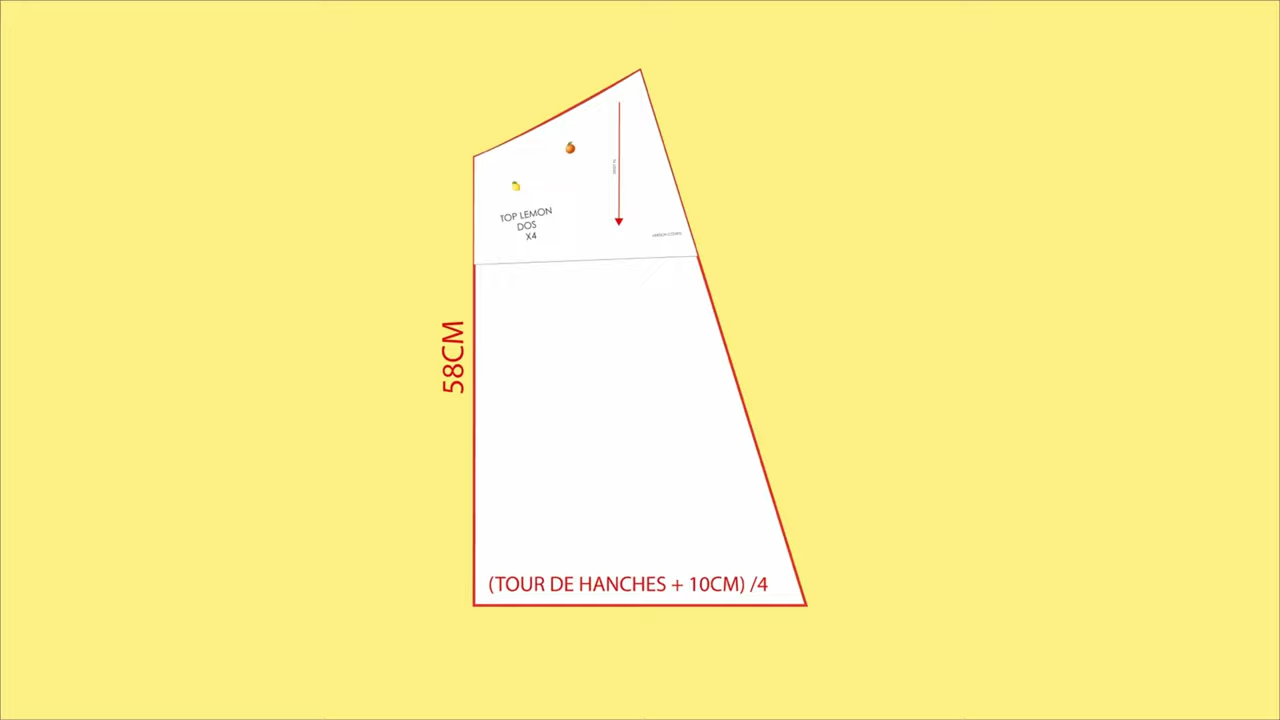 TOP LEMON
DOS
X4
58CM
(TOUR DE HANCHES + 10CM) /4